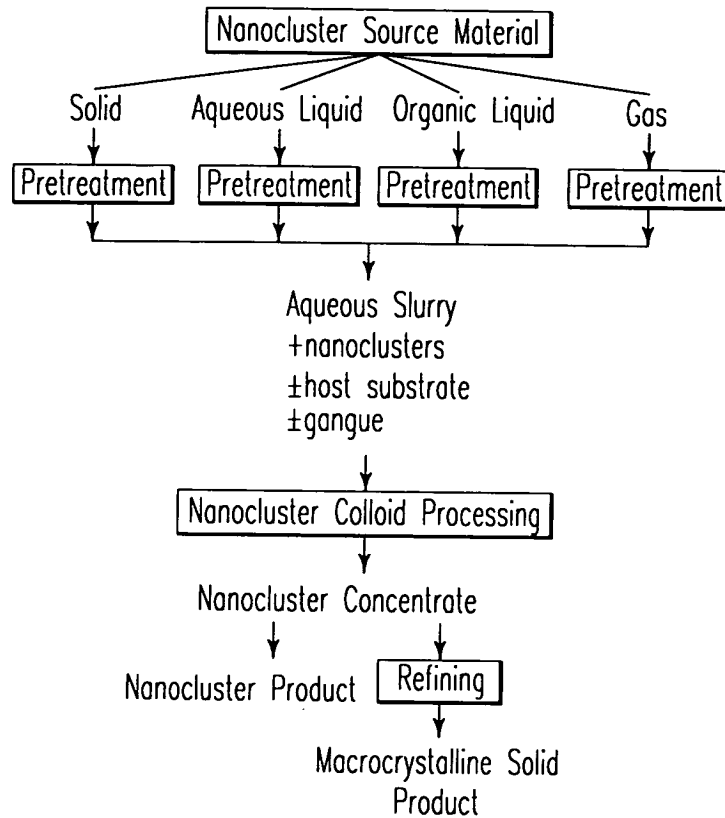 Nanocluster Source Material
Solid
Aqueous Liquid
Organic Liquid
Gas
Pretreatment
Pretreatment
Pretreatment
Pretreatment
Aqueous Slurry
+nanoclusters
±host substrate
±gangue
Nanocluster Colloid Processing
Nanocluster Concentrate
Nanocluster Product
Refining
Macrocrystalline Solid
Product